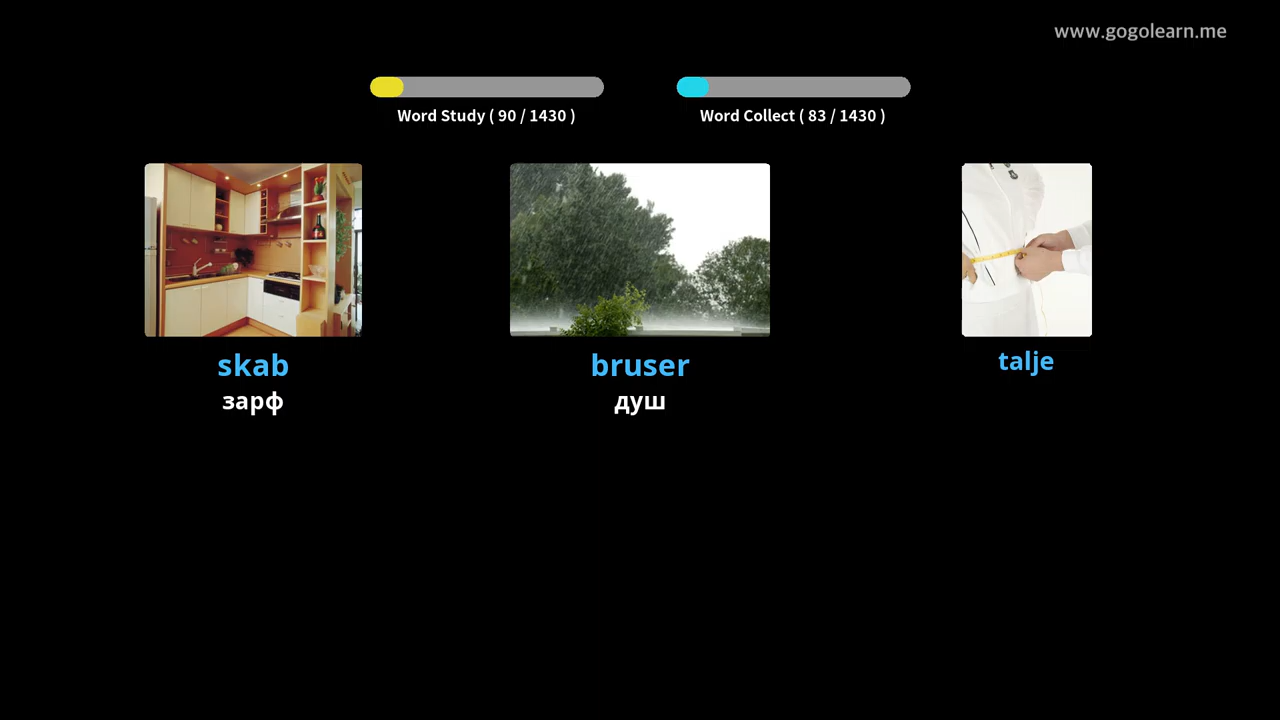 www.gogolearn.me
Word Study ( 90 / 1430 )
Word Collect ( 83 / 1430 )
skab
зарф
bruser
душ
talje